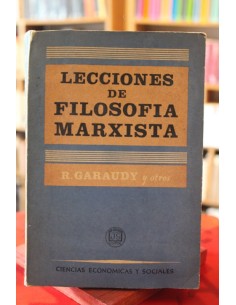 LECCIONES
DE
FILOSOFIA
MARXISTA
R. GARAUDY y otros
CIENCIAS ECONOMICAS Y SOCIALES